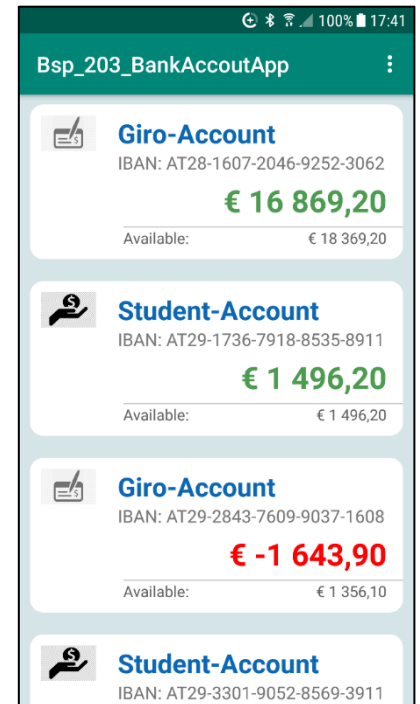 100% 17:41
Bsp_203_BankAccoutApp
Giro-Account
IBAN: AT28-1607-2046-9252-3062
€ 16 869,20
Available: € 18 369,20
Student-Account
IBAN: AT29-1736-7918-8535-8911
€ 1 496,20
Available: € 1 496,20
Giro-Account
IBAN: AT29-2843-7609-9037-1608
€ -1 643,90
Available: € 1 356,10
Student-Account
IBAN: AT29-3301-9052-8569-3911